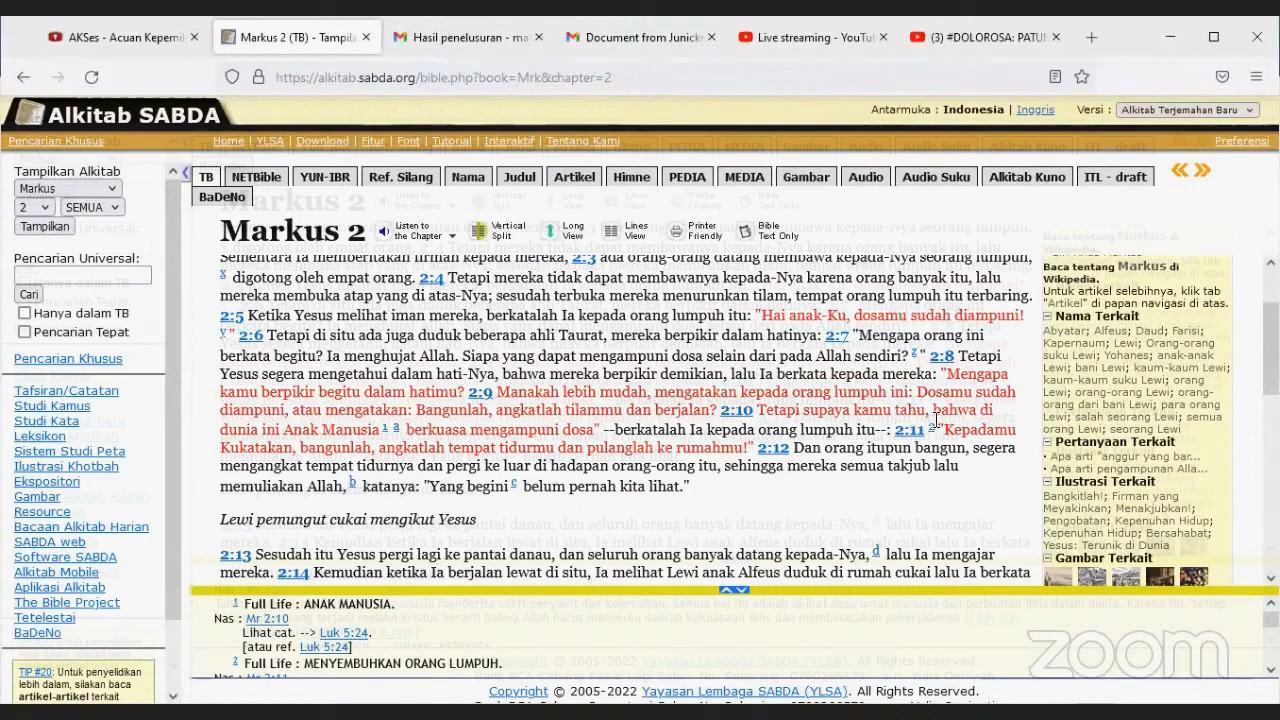 AKSes - Acuan Kepemi
Markus 2 (TB) - Tampila
Hasil penelusuran - ma
Document from Junick
Live streaming - YouTu
(3) #DOLOROSA: PATU
https://alkitab.sabda.org/bible.php?book=Mrk&chapter=2
Alkitab SABDA
Antarmuka : Indonesia | Inggris
Versi : Alkitab Terjemahan Baru
Pencarian Khusus
Home | YLSA | Download | Fitur | Font | Tutorial | Interaktif | Tentang Kami
Preferensi
Tampilkan Alkitab
Markus
2 SEMUA
Tampilkan
Pencarian Universal:
Cari
Hanya dalam TB
Pencarian Tepat
Pencarian Khusus
Tafsiran/Catatan
Studi Kamus
Studi Kata
Leksikon
Sistem Studi Peta
Ilustrasi Khotbah
Ekspositori
Gambar
Resource
Bacaan Alkitab Harian
SABDA web
Software SABDA
Alkitab Mobile
Aplikasi Alkitab
The Bible Project
Tetelestai
BaDeNo
TIP #20: Untuk penyelidikan
lebih dalam, silakan baca
artikel-artikel terkait
TB NETBible YUN-IBR Ref. Silang Nama Judul Artikel Himne PEDIA MEDIA Gambar Audio Audio Suku Alkitab Kuno ITL - draft
BaDeNo
Markus 2
Listen to the Chapter
Vertical Split
Long View
Lines View
Printer Friendly
Bible Text Only
Sementara Ia memberitakan firman kepada mereka, 2:3 ada orang-orang datang membawa kepada-Nya seorang lumpuh,
x digotong oleh empat orang. 2:4 Tetapi mereka tidak dapat membawanya kepada-Nya karena orang banyak itu, lalu
mereka membuka atap yang di atas-Nya; sesudah terbuka mereka menurunkan tilam, tempat orang lumpuh itu terbaring.
2:5 Ketika Yesus melihat iman mereka, berkatalah Ia kepada orang lumpuh itu: "Hai anak-Ku, dosamu sudah diampuni!
y " 2:6 Tetapi di situ ada juga duduk beberapa ahli Taurat, mereka berpikir dalam hatinya: 2:7 "Mengapa orang ini
berkata begitu? Ia menghujat Allah. Siapa yang dapat mengampuni dosa selain dari pada Allah sendiri? z " 2:8 Tetapi
Yesus segera mengetahui dalam hati-Nya, bahwa mereka berpikir demikian, lalu Ia berkata kepada mereka: "Mengapa
kamu berpikir begitu dalam hatimu? 2:9 Manakah lebih mudah, mengatakan kepada orang lumpuh ini: Dosamu sudah
diampuni, atau mengatakan: Bangunlah, angkatlah tilammu dan berjalan? 2:10 Tetapi supaya kamu tahu, bahwa di
dunia ini Anak Manusia 1 a berkuasa mengampuni dosa" --berkatalah Ia kepada orang lumpuh itu--: 2:11 2 "Kepadamu
Kukatakan, bangunlah, angkatlah tempat tidurmu dan pulanglah ke rumahmu!" 2:12 Dan orang itupun bangun, segera
mengangkat tempat tidurnya dan pergi ke luar di hadapan orang-orang itu, sehingga mereka semua takjub lalu
memuliakan Allah, b katanya: "Yang begini c belum pernah kita lihat."
Lewi pemungut cukai mengikut Yesus
2:13 Sesudah itu Yesus pergi lagi ke pantai danau, dan seluruh orang banyak datang kepada-Nya, d lalu Ia mengajar
mereka. 2:14 Kemudian ketika Ia berjalan lewat di situ, Ia melihat Lewi anak Alfeus duduk di rumah cukai lalu Ia berkata
Baca tentang Markus di
Wikipedia.
Untuk artikel selebihnya, klik tab
"Artikel" di papan navigasi di atas.
Nama Terkait
Abyatar; Alfeus; Daud; Farisi;
Kapernaum; Lewi; Orang-orang
suku Lewi; Yohanes; anak-anak
Lewi; bani Lewi; kaum-kaum Lewi;
kaum-kaum suku Lewi; orang
Lewi; orang dari bani Lewi; para
orang Lewi; salah seorang Lewi;
suku Lewi; seorang Lewi
Pertanyaan Terkait
• Apa arti "anggur yang bar...
• Apa arti pengampunan Alla...
Ilustrasi Terkait
Bangkitlah!; Firman yang
Meyakinkan; Menakjubkan!;
Pengobatan; Kepenuhan Hidup;
Kepenuhan Hidup; Bersahabat;
Yesus: Terunik di Dunia
Gambar Terkait
1 Full Life : ANAK MANUSIA.
Nas : Mr 2:10
Lihat cat. --> Luk 5:24.
[atau ref. Luk 5:24]
2 Full Life : MENYEMBUHKAN ORANG LUMPUH.
Nas : Mr 2:11
Copyright © 2005-2022 Yayasan Lembaga SABDA (YLSA). All Rights Reserved.
zoom